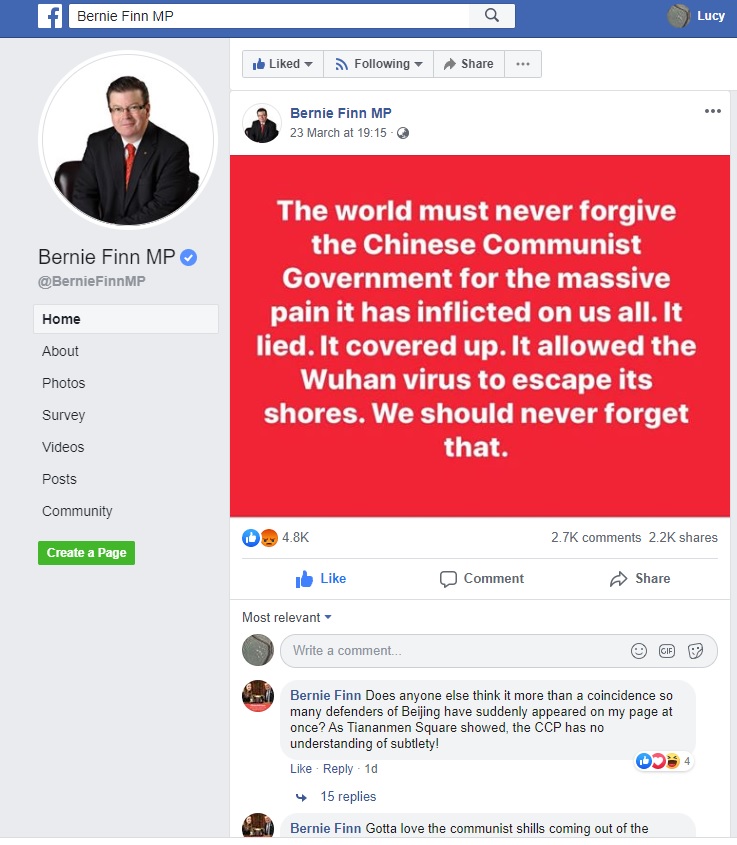 f
Bernie Finn MP
Lucy
Liked
Following
Share
Bernie Finn MP
@BernieFinnMP
Home
About
Photos
Survey
Videos
Posts
Community
Create a Page
Bernie Finn MP
23 March at 19:15 ·
The world must never forgive
the Chinese Communist
Government for the massive
pain it has inflicted on us all. It
lied. It covered up. It allowed the
Wuhan virus to escape its
shores. We should never forget
that.
4.8K
2.7K comments 2.2K shares
Like
Comment
Share
Most relevant
Write a comment...
GIF
Bernie Finn Does anyone else think it more than a coincidence so
many defenders of Beijing have suddenly appeared on my page at
once? As Tiananmen Square showed, the CCP has no
understanding of subtlety!
4
Like · Reply · 1d
15 replies
Bernie Finn Gotta love the communist shills coming out of the